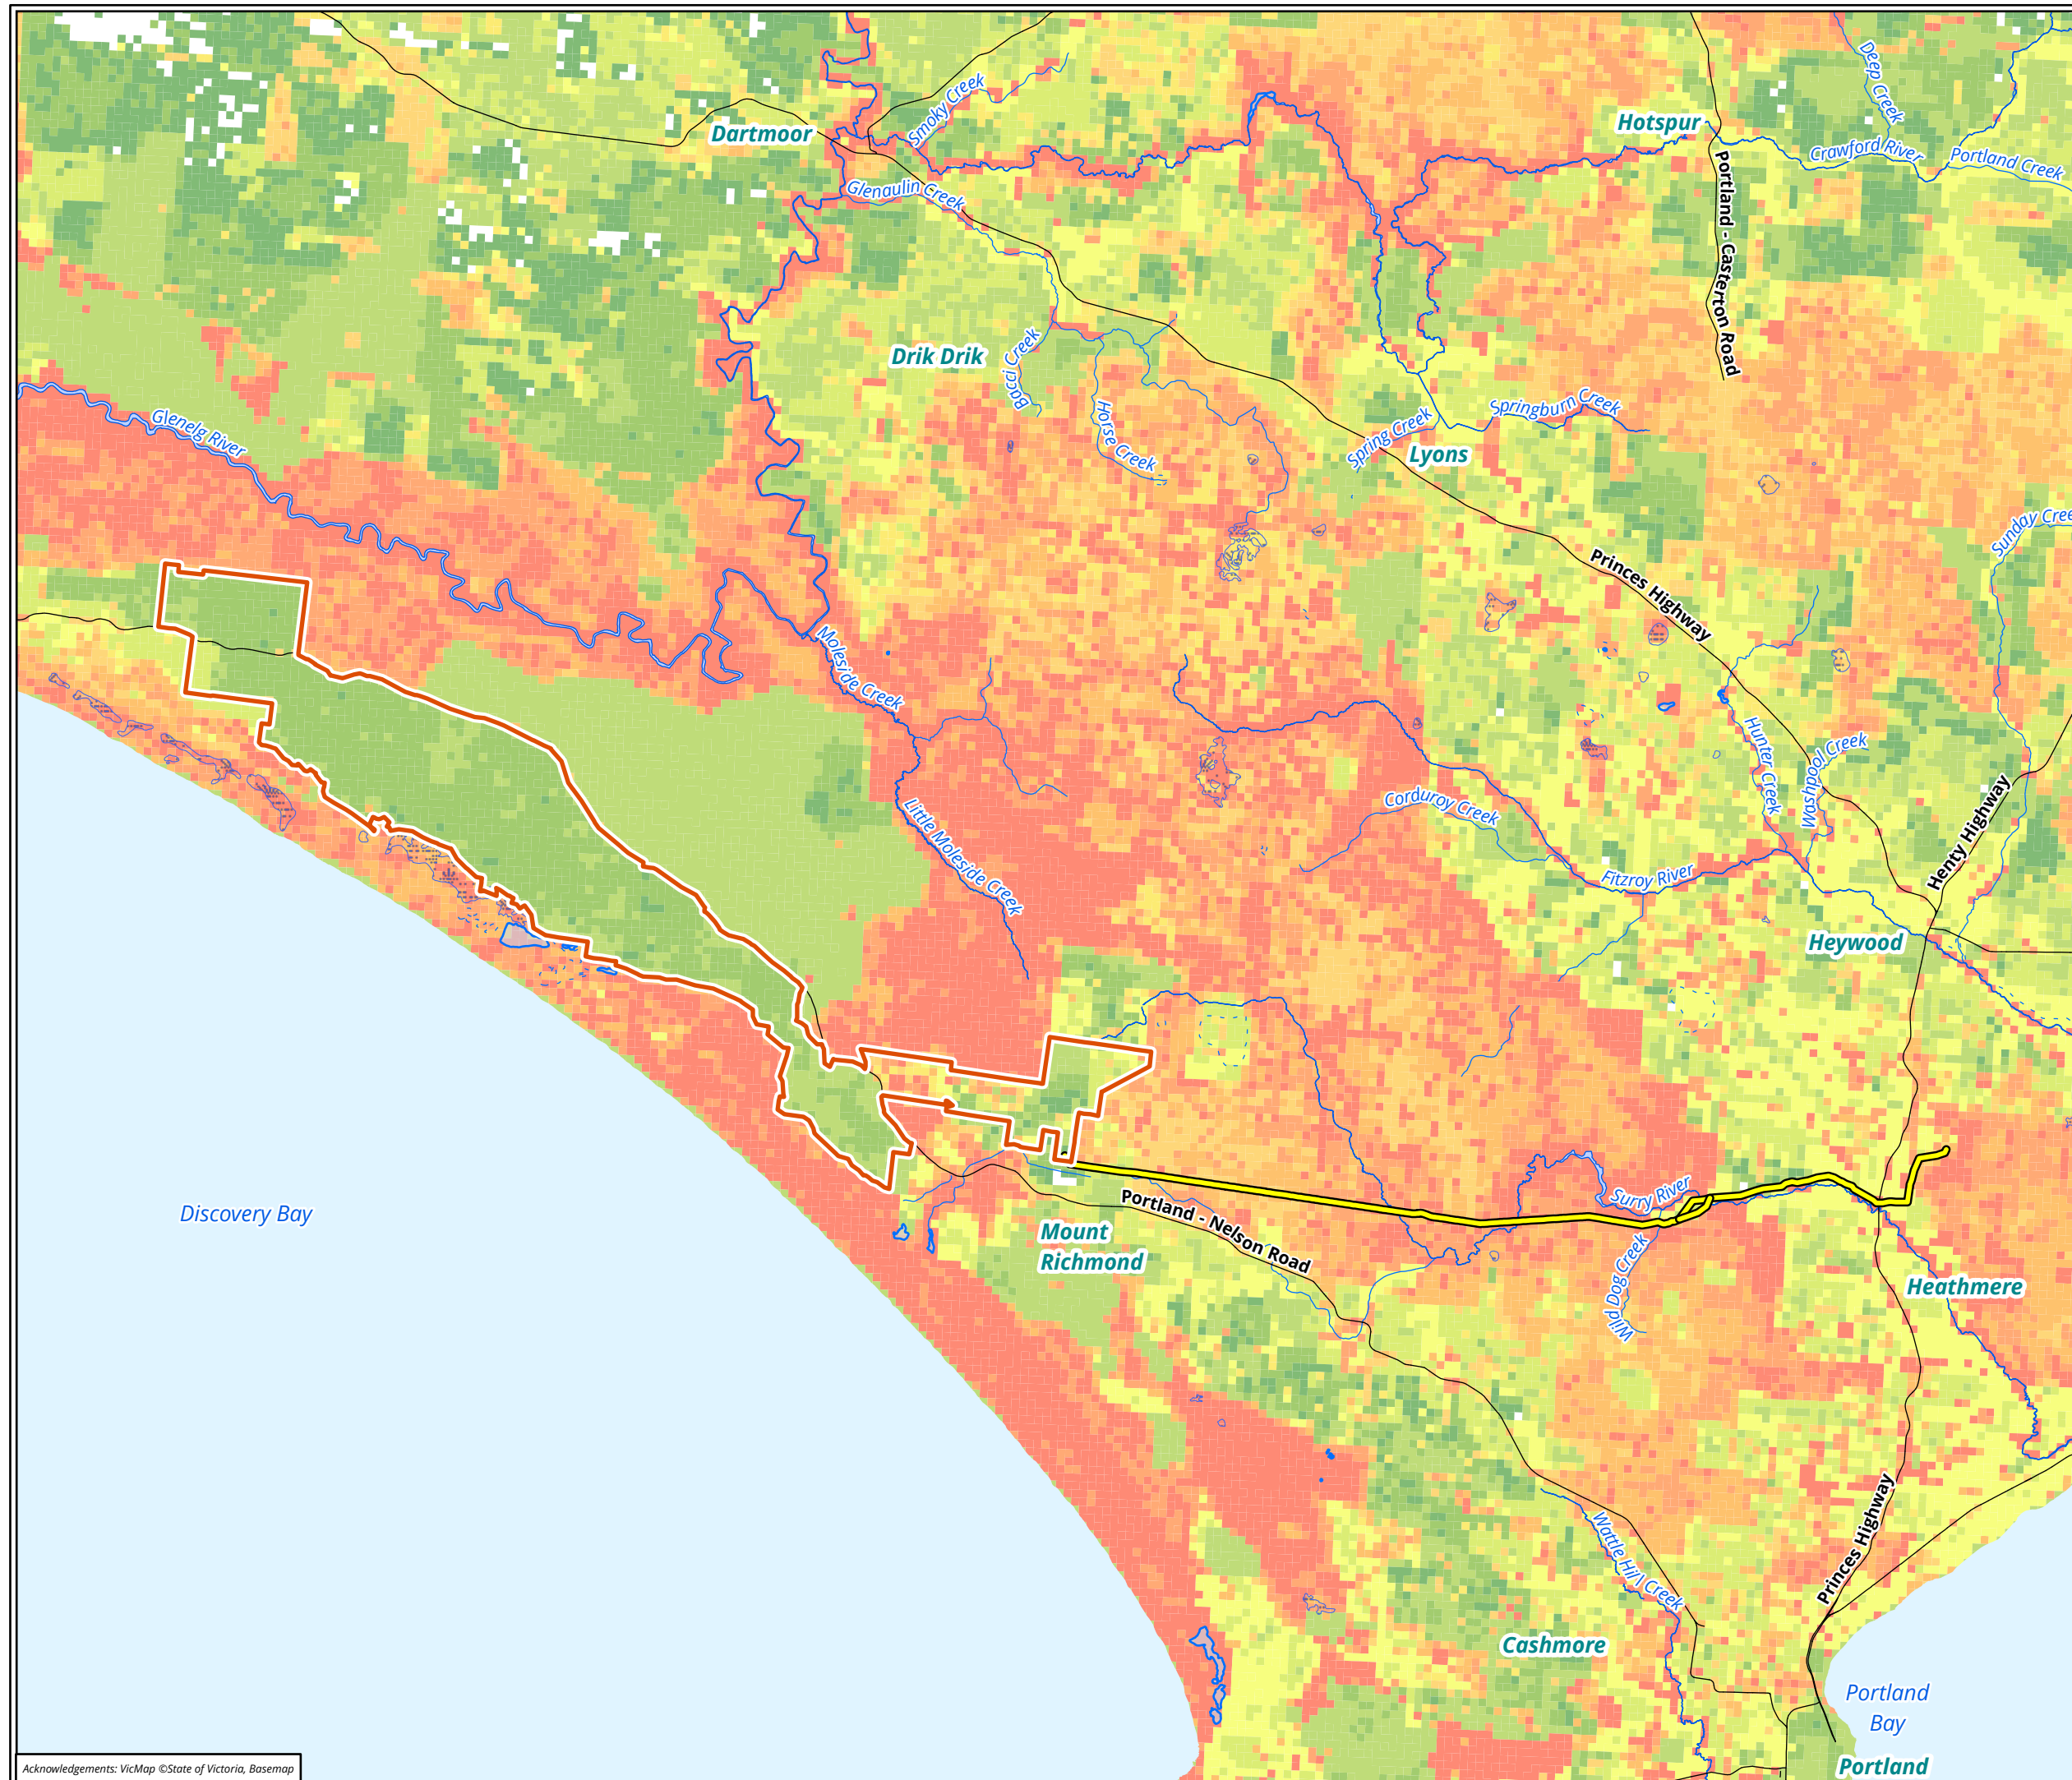 Deep Creek
Smoky Creek
Hotspur
Dartmoor
Crawford River
Portland Creek
Glenaulin Creek
Portland - Casterton Road
Drik Drik
Bacci Creek
Horse Creek
Springburn Creek
Spring Creek
Glenelg River
Lyons
Sunday Cree
Princes Highway
Moleside Creek
Hunter Creek
Washpool Creek
Henty Highway
Corduroy Creek
Little Moleside Creek
Fitzroy River
Heywood
Discovery Bay
Surry River
Portland - Nelson Road
Mount
Richmond
Wild Dog Creek
Heathmere
Princes Highway
Wattle Hill Creek
Cashmore
Portland
Bay
Portland
Acknowledgements: VicMap ©State of Victoria, Basemap